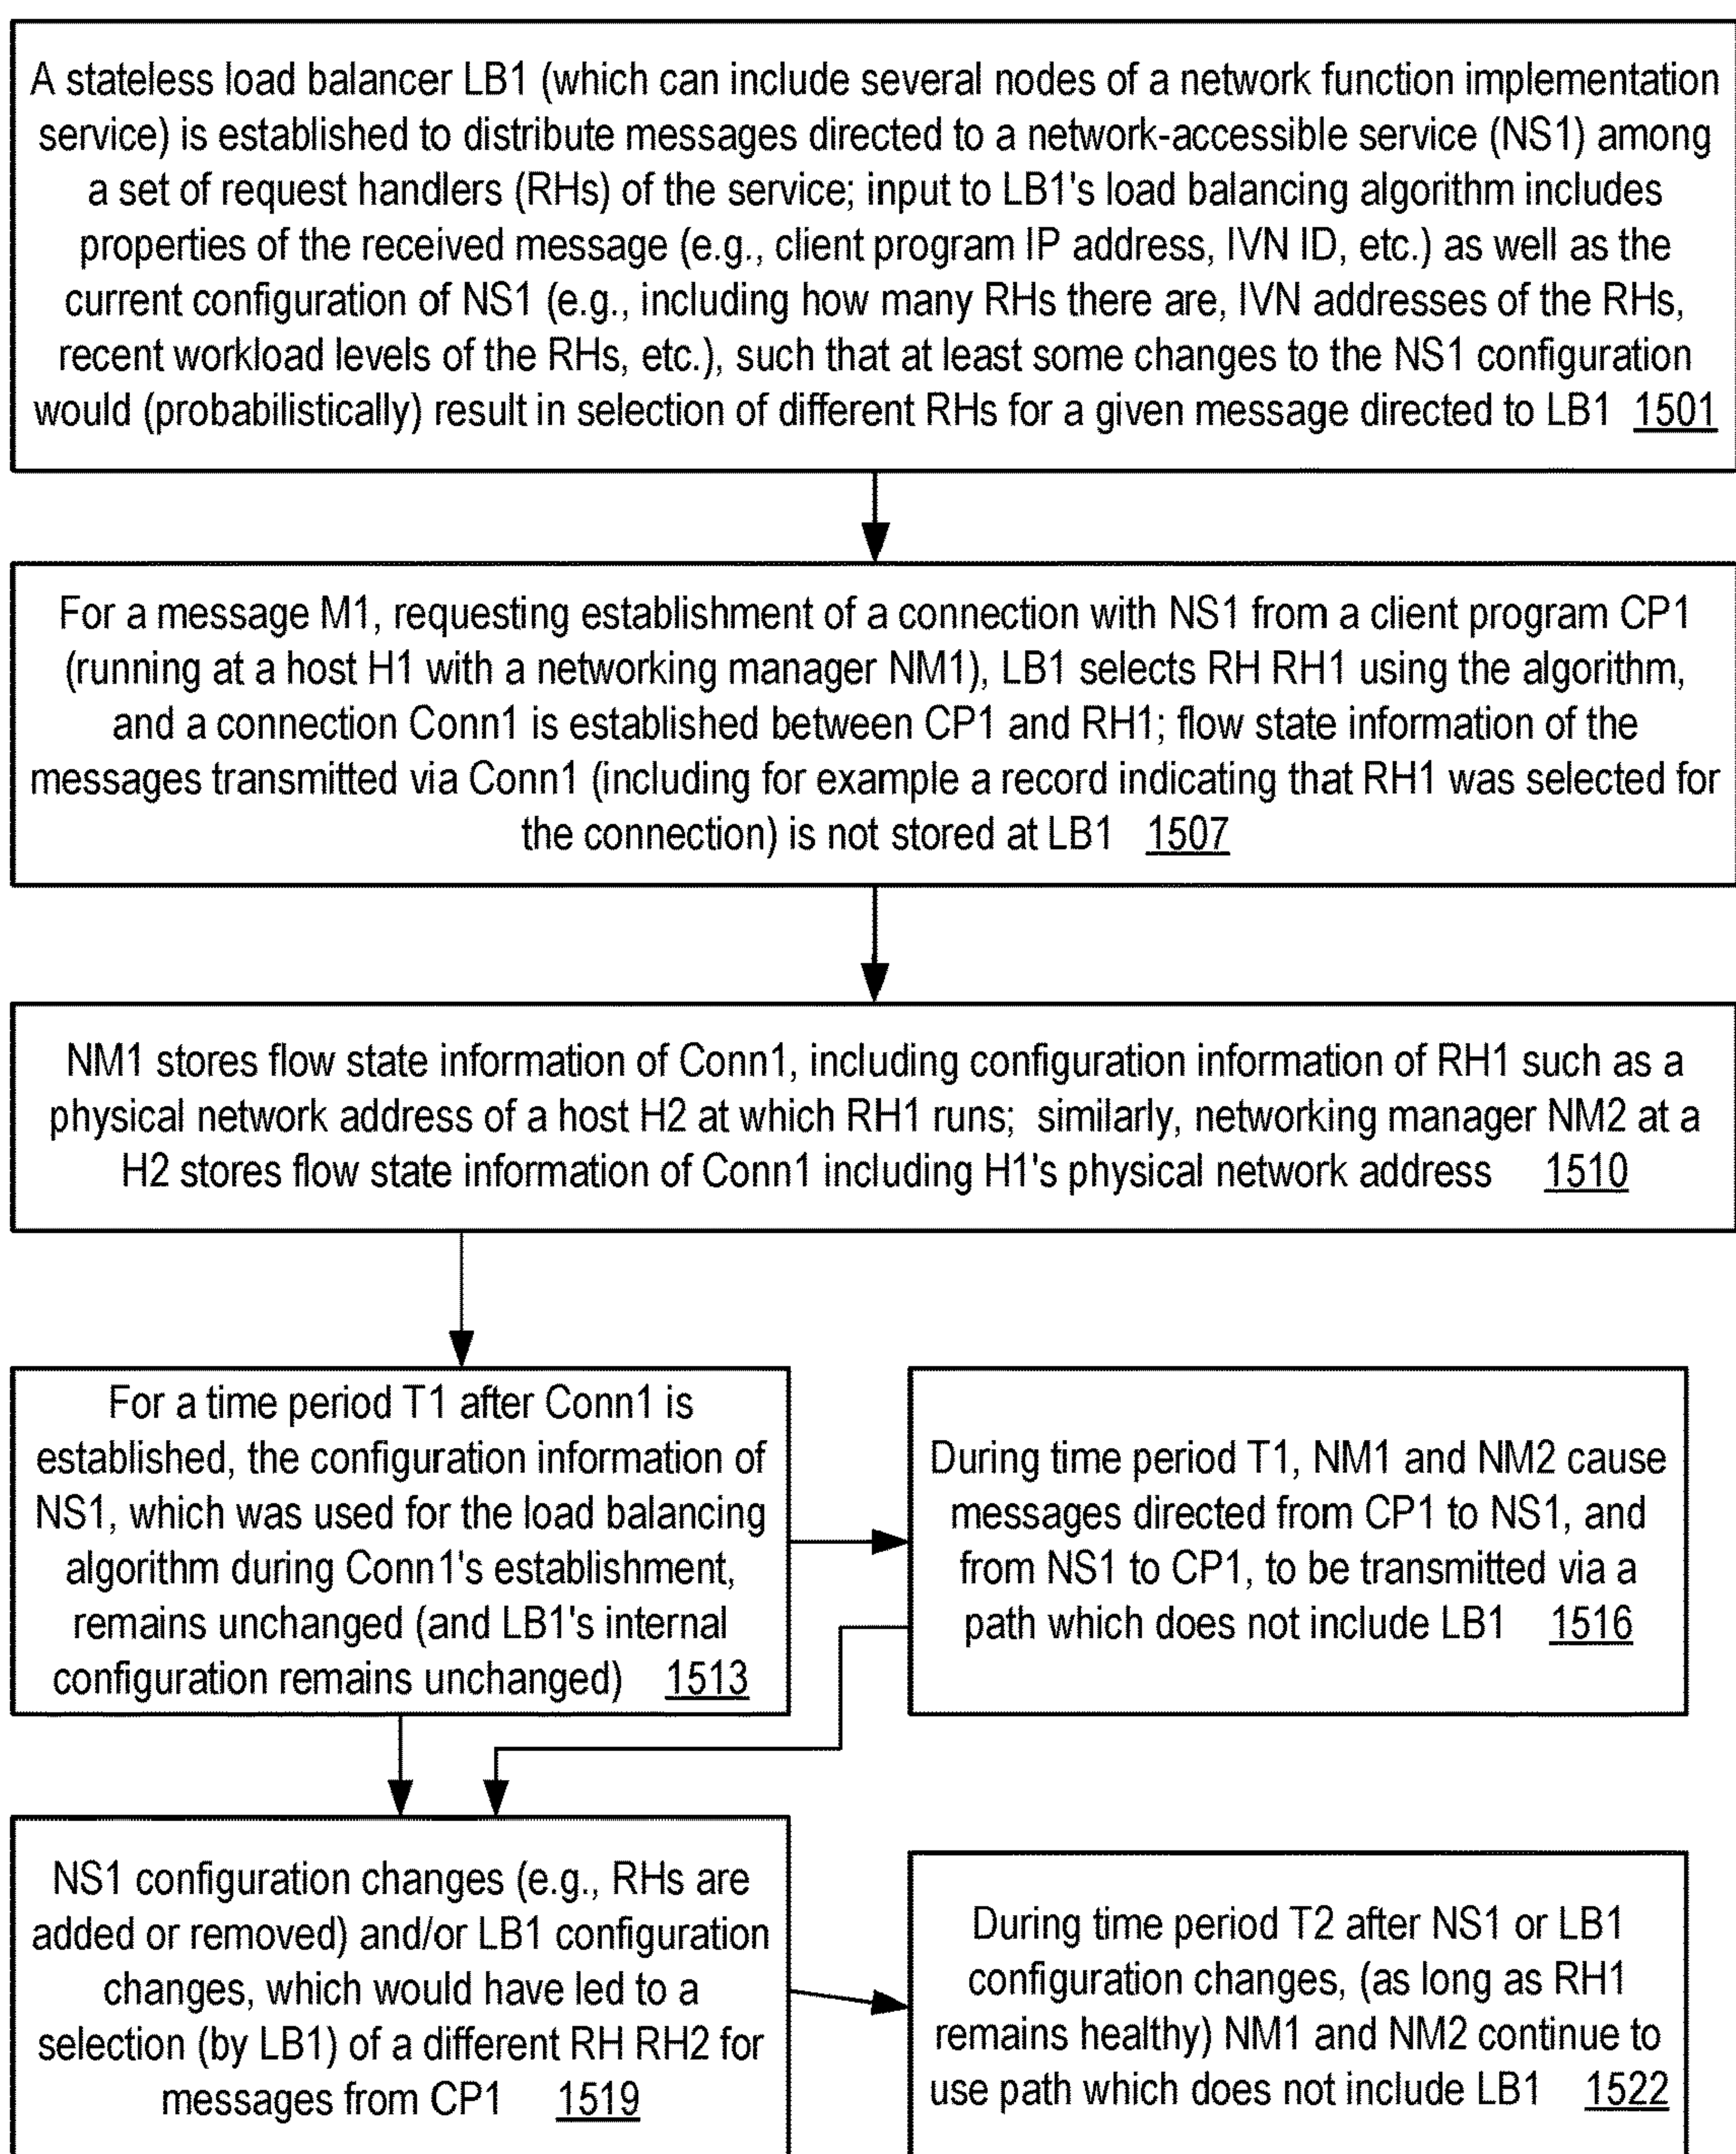 A stateless load balancer LB1 (which can include several nodes of a network function implementation
service) is established to distribute messages directed to a network-accessible service (NS1) among
a set of request handlers (RHs) of the service; input to LB1's load balancing algorithm includes
properties of the received message (e.g., client program IP address, IVN ID, etc.) as well as the
current configuration of NS1 (e.g., including how many RHs there are, IVN addresses of the RHs,
recent workload levels of the RHs, etc.), such that at least some changes to the NS1 configuration
would (probabilistically) result in selection of different RHs for a given message directed to LB1 1501
For a message M1, requesting establishment of a connection with NS1 from a client program CP1
(running at a host H1 with a networking manager NM1), LB1 selects RH RH1 using the algorithm,
and a connection Conn1 is established between CP1 and RH1; flow state information of the
messages transmitted via Conn1 (including for example a record indicating that RH1 was selected for
the connection) is not stored at LB1 1507
NM1 stores flow state information of Conn1, including configuration information of RH1 such as a
physical network address of a host H2 at which RH1 runs; similarly, networking manager NM2 at a
H2 stores flow state information of Conn1 including H1's physical network address 1510
For a time period T1 after Conn1 is
established, the configuration information of
NS1, which was used for the load balancing
algorithm during Conn1's establishment,
remains unchanged (and LB1's internal
configuration remains unchanged) 1513
During time period T1, NM1 and NM2 cause
messages directed from CP1 to NS1, and
from NS1 to CP1, to be transmitted via a
path which does not include LB1 1516
NS1 configuration changes (e.g., RHs are
added or removed) and/or LB1 configuration
changes, which would have led to a
selection (by LB1) of a different RH RH2 for
messages from CP1 1519
During time period T2 after NS1 or LB1
configuration changes, (as long as RH1
remains healthy) NM1 and NM2 continue to
use path which does not include LB1 1522